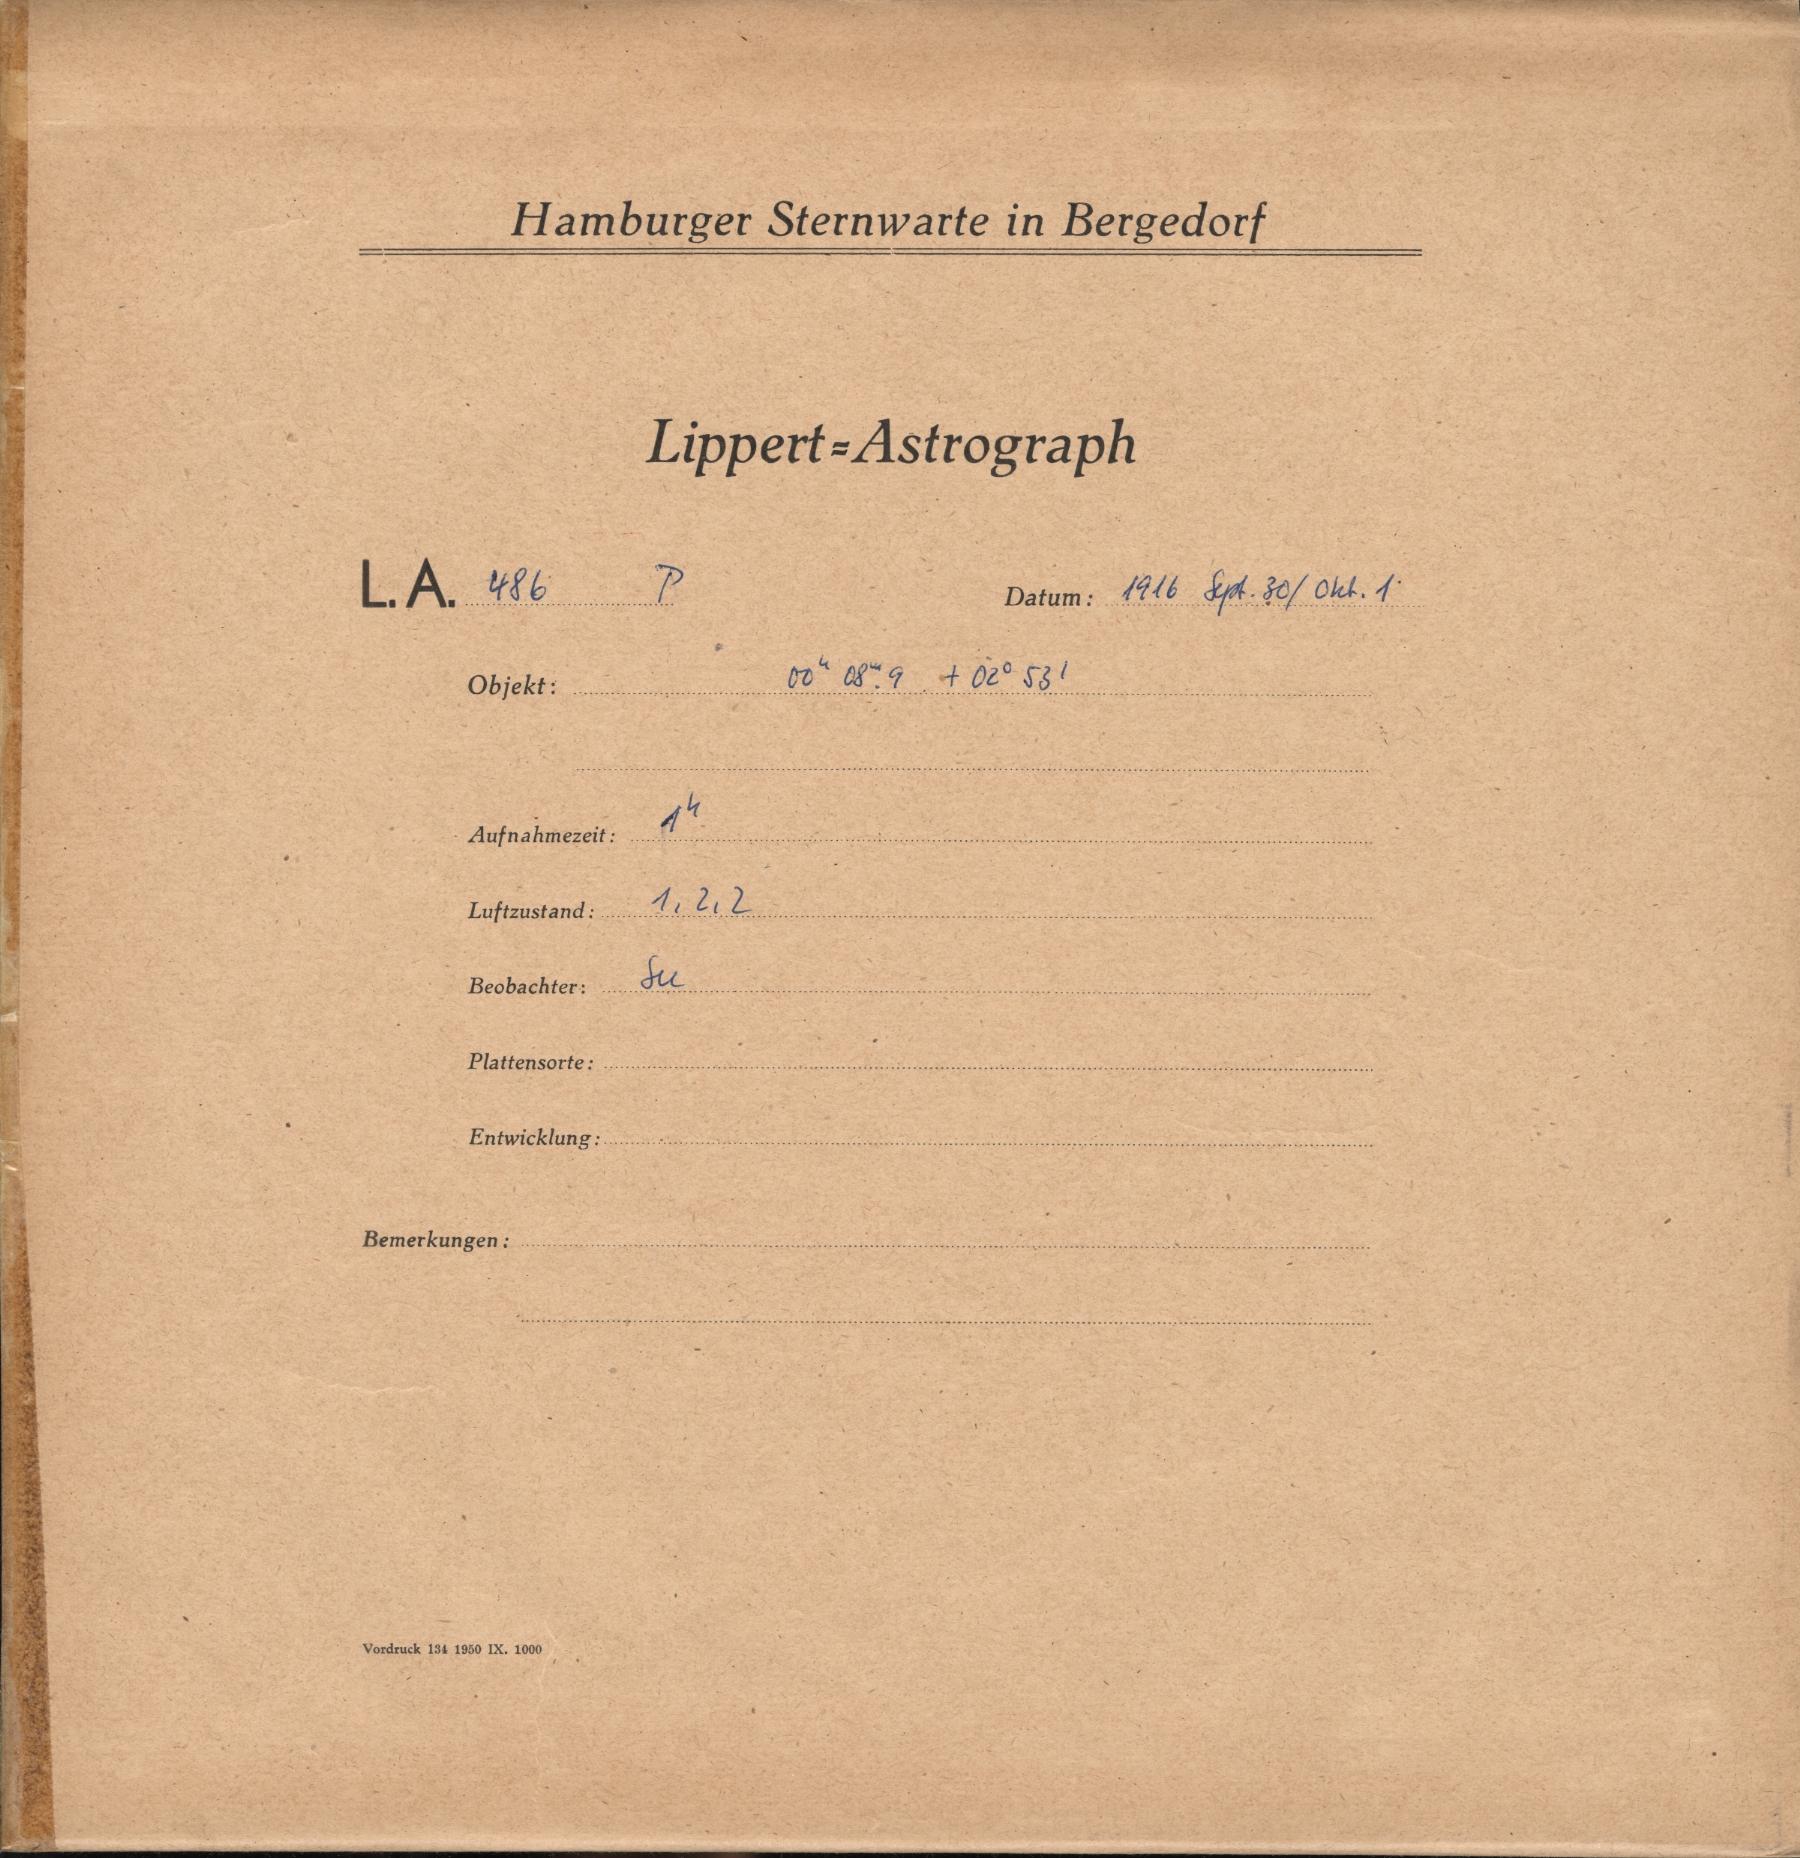 Hamburger Sternwarte in Bergedorf
Lippert=Astrograph
L. A. 486 P Datum: 1916 Sept. 30/ Okt. 1
Objekt: 00ʰ 08ᵐ.9 + 02° 53'
Aufnahmezeit: 1ʰ
Luftzustand: 1, 2, 2
Beobachter:
Plattensorte:
Entwicklung:
Bemerkungen:
Vordruck 134 1950 IX. 1000